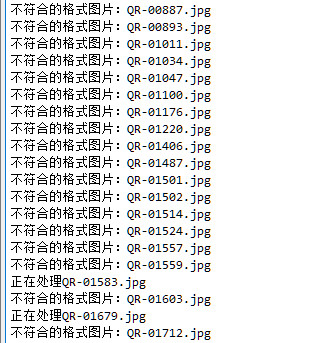 不符合的格式图片：QR-00887.jpg
不符合的格式图片：QR-00893.jpg
不符合的格式图片：QR-01011.jpg
不符合的格式图片：QR-01034.jpg
不符合的格式图片：QR-01047.jpg
不符合的格式图片：QR-01100.jpg
不符合的格式图片：QR-01176.jpg
不符合的格式图片：QR-01220.jpg
不符合的格式图片：QR-01406.jpg
不符合的格式图片：QR-01487.jpg
不符合的格式图片：QR-01501.jpg
不符合的格式图片：QR-01502.jpg
不符合的格式图片：QR-01514.jpg
不符合的格式图片：QR-01524.jpg
不符合的格式图片：QR-01557.jpg
不符合的格式图片：QR-01559.jpg
正在处理QR-01583.jpg
不符合的格式图片：QR-01603.jpg
正在处理QR-01679.jpg
不符合的格式图片：QR-01712.jpg